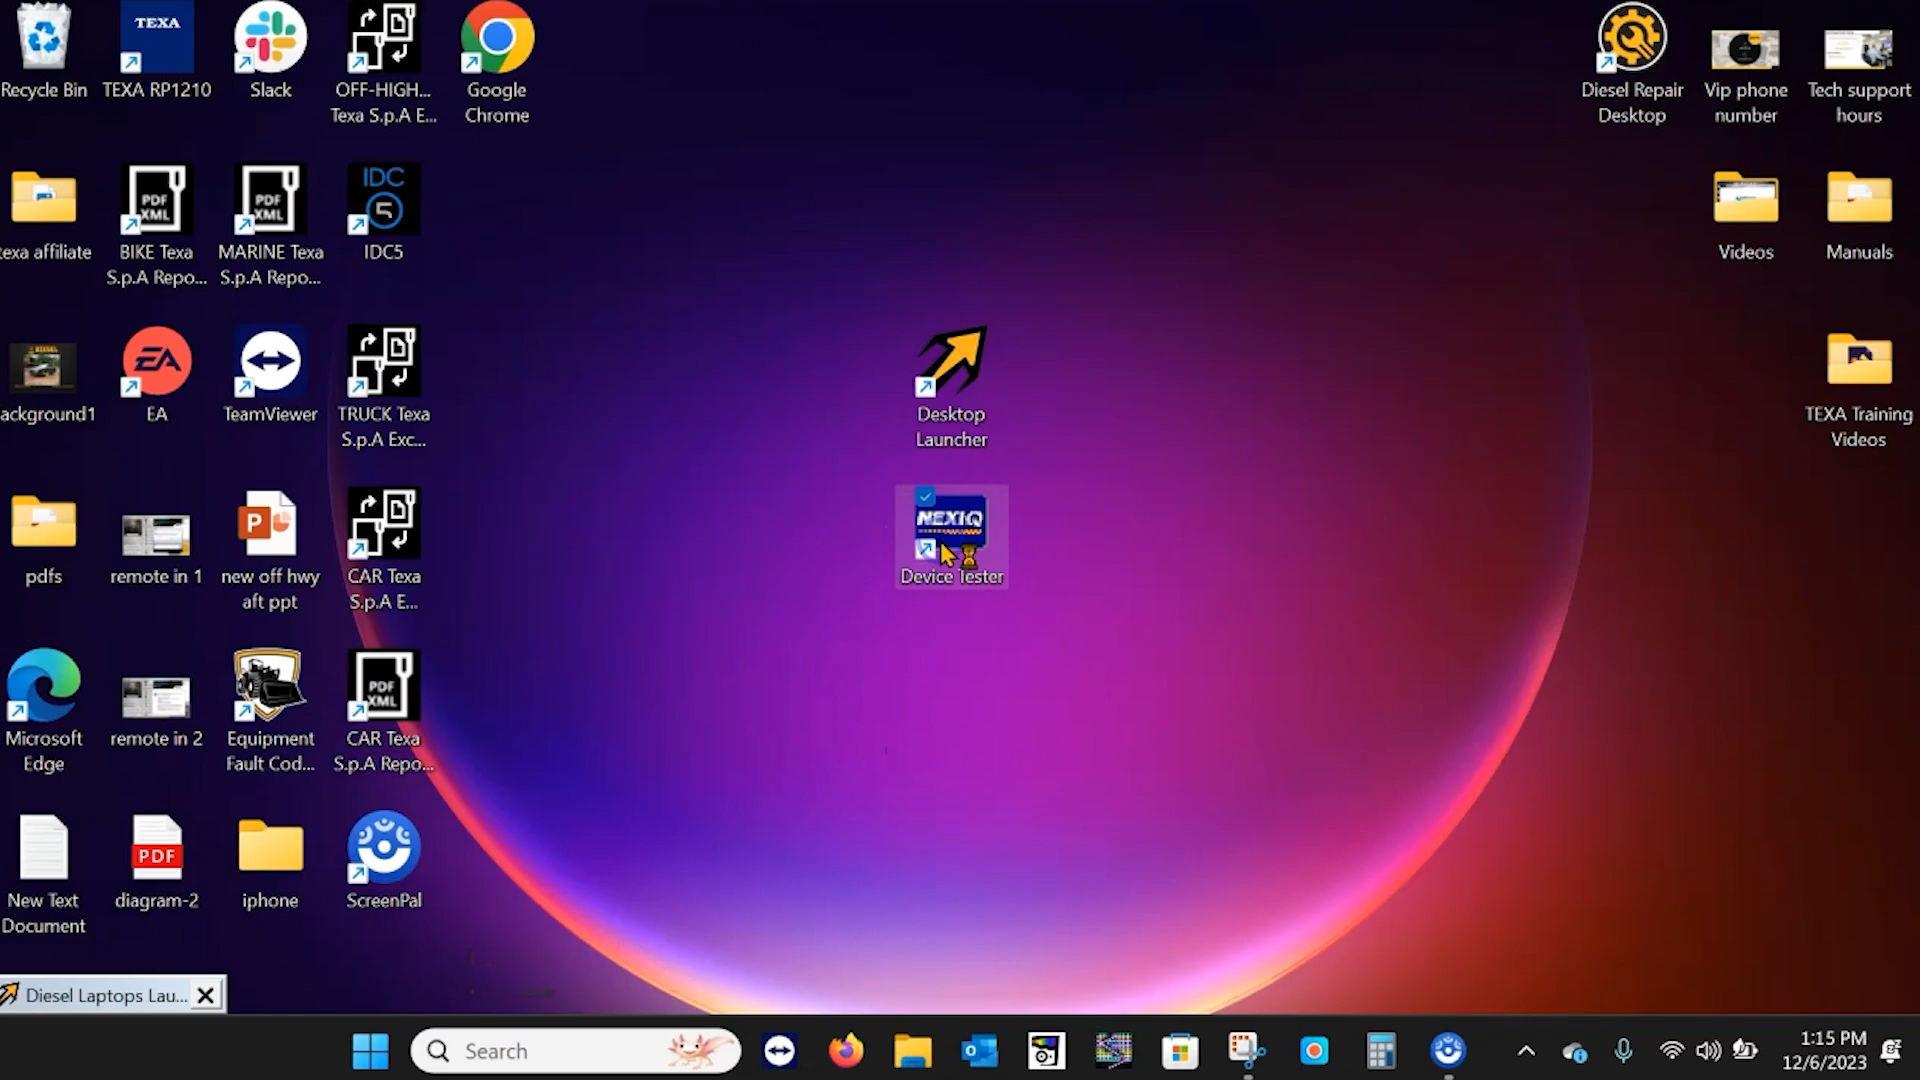 TEXA
Recycle Bin
TEXA RP1210
Slack
OFF-HIGH...
Texa S.p.A E...
Google
Chrome
Diesel Repair
Desktop
Vip phone
number
Tech support
hours
PDF
XML
PDF
XML
IDC
5
texa affiliate
BIKE Texa
S.p.A Repo...
MARINE Texa
S.p.A Repo...
IDC5
Videos
Manuals
EA
ackground1
EA
TeamViewer
TRUCK Texa
S.p.A Exc...
Desktop
Launcher
TEXA Training
Videos
P
NEXIQ
pdfs
remote in 1
new off hwy
aft ppt
CAR Texa
S.p.A E...
Device Tester
PDF
XML
Microsoft
Edge
remote in 2
Equipment
Fault Cod...
CAR Texa
S.p.A Repo...
PDF
New Text
Document
diagram-2
iphone
ScreenPal
Diesel Laptops Lau...
Search
1:15 PM
12/6/2023